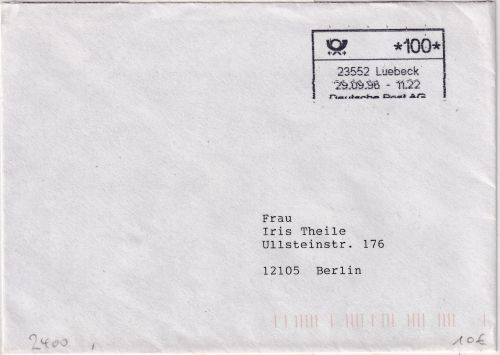 *100*
23552 Luebeck
29.09.98 - 11.22
Deutsche Post AG
Frau
Iris Theile
Ullsteinstr. 176
12105 Berlin
2400
10€